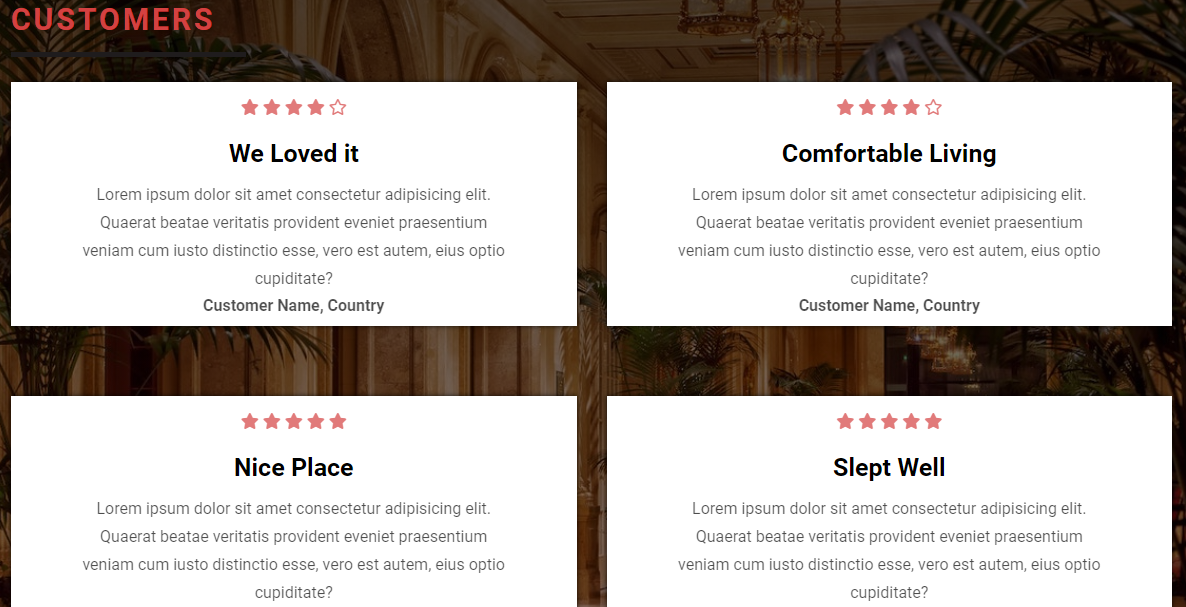 CUSTOMERS
We Loved it
Lorem ipsum dolor sit amet consectetur adipisicing elit.
Quaerat beatae veritatis provident eveniet praesentium
veniam cum iusto distinctio esse, vero est autem, eius optio
cupiditate?
Customer Name, Country
Comfortable Living
Lorem ipsum dolor sit amet consectetur adipisicing elit.
Quaerat beatae veritatis provident eveniet praesentium
veniam cum iusto distinctio esse, vero est autem, eius optio
cupiditate?
Customer Name, Country
Nice Place
Lorem ipsum dolor sit amet consectetur adipisicing elit.
Quaerat beatae veritatis provident eveniet praesentium
veniam cum iusto distinctio esse, vero est autem, eius optio
cupiditate?
Slept Well
Lorem ipsum dolor sit amet consectetur adipisicing elit.
Quaerat beatae veritatis provident eveniet praesentium
veniam cum iusto distinctio esse, vero est autem, eius optio
cupiditate?